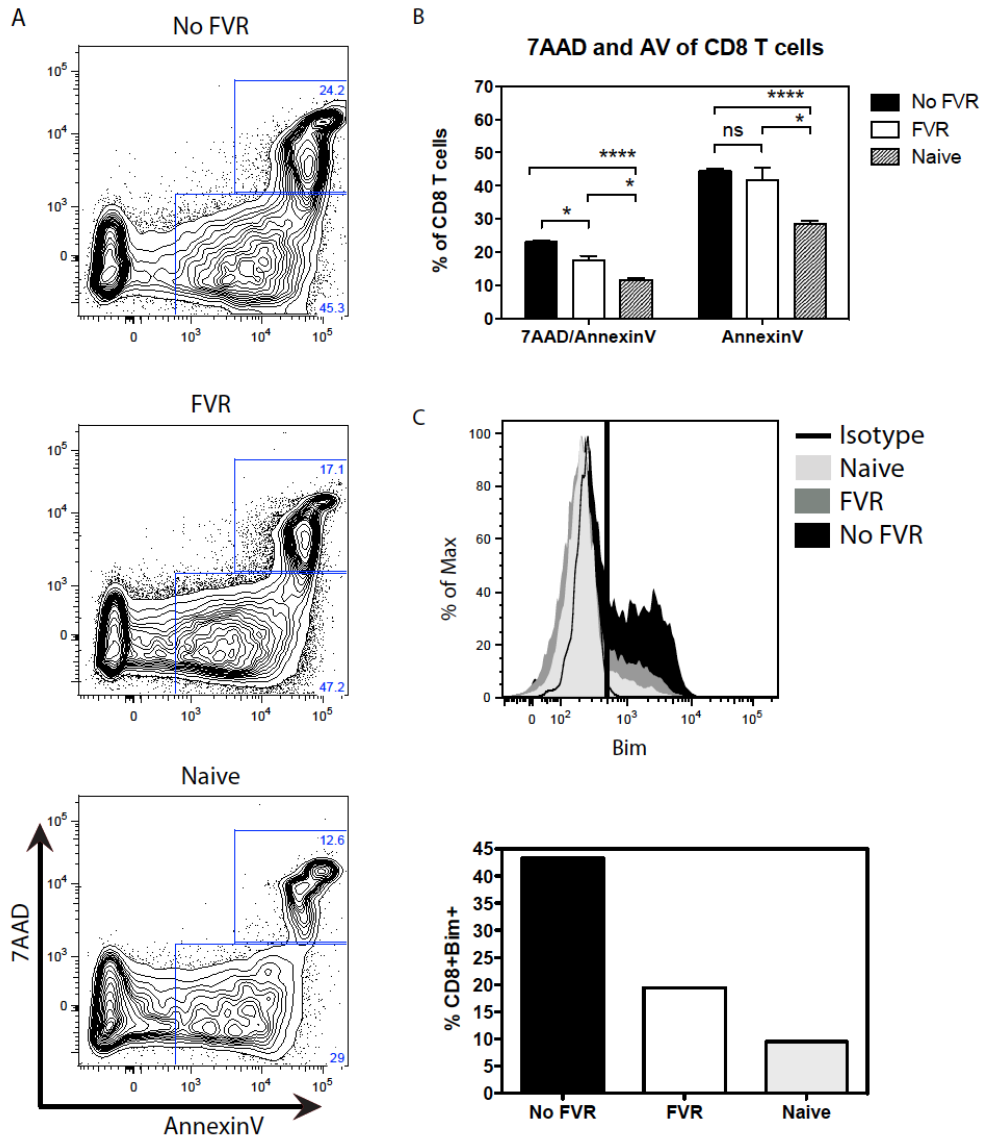 A
No FVR
10^5
10^4
10^3
0
24.2
45.3
0 10^3 10^4 10^5
FVR
10^5
10^4
10^3
0
17.1
47.2
0 10^3 10^4 10^5
Naive
10^5
10^4
10^3
0
12.6
29
0 10^3 10^4 10^5
7AAD
AnnexinV
B
7AAD and AV of CD8 T cells
% of CD8 T cells
70
60
50
40
30
20
10
0
****
*
*
****
*
ns
7AAD/AnnexinV AnnexinV
No FVR
FVR
Naive
C
% of Max
100
80
60
40
20
0
0 10^2 10^3 10^4 10^5
Bim
Isotype
Naive
FVR
No FVR
% CD8+Bim+
45
40
35
30
25
20
15
10
5
0
No FVR FVR Naive